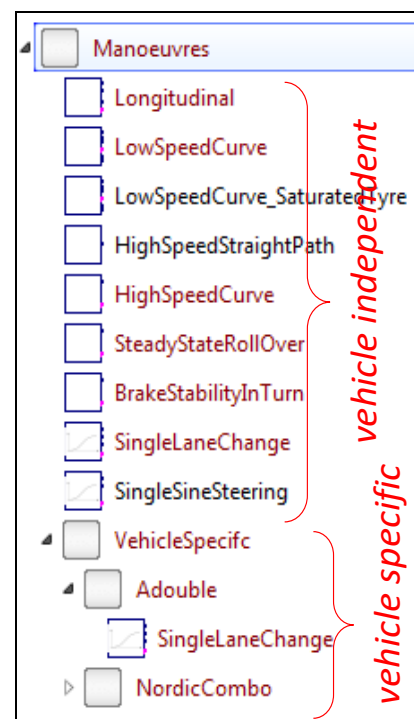 Manoeuvres
Longitudinal
LowSpeedCurve
LowSpeedCurve_SaturatedTyre
HighSpeedStraightPath
HighSpeedCurve
SteadyStateRollOver
BrakeStabilityInTurn
SingleLaneChange
SingleSineSteering
VehicleSpecifc
Adouble
SingleLaneChange
NordicCombo
vehicle independent
vehicle specific